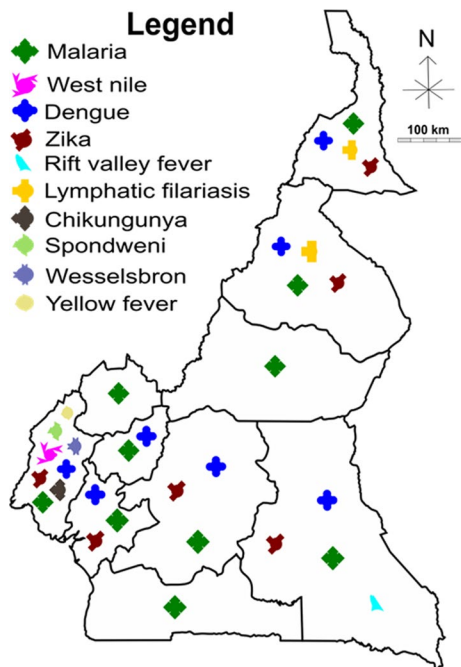 Legend
Malaria
West nile
Dengue
Zika
Rift valley fever
Lymphatic filariasis
Chikungunya
Spondweni
Wesselsbron
Yellow fever
N
100 km